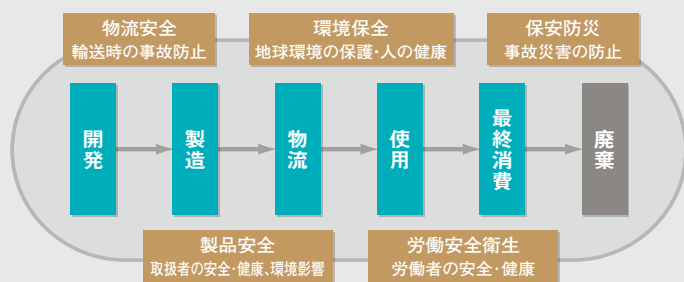 物流安全
輸送時の事故防止
環境保全
地球環境の保護・人の健康
保安防災
事故災害の防止
開発
製造
物流
使用
最終消費
廃棄
製品安全
取扱者の安全・健康、環境影響
労働安全衛生
労働者の安全・健康